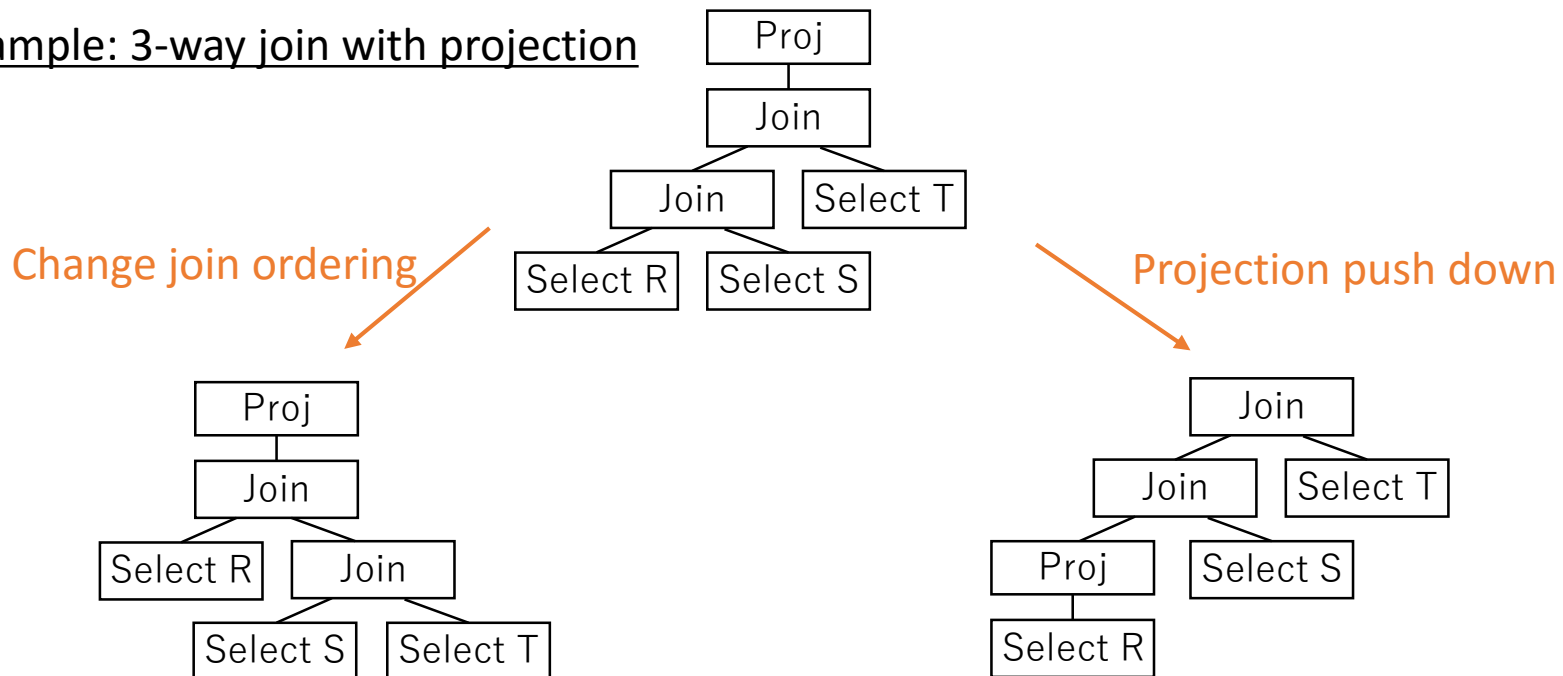 ample: 3-way join with projection
Proj
Join
Join
Select T
Select R
Select S
Change join ordering
Projection push down
Proj
Join
Select R
Join
Select S
Select T
Join
Join
Select T
Proj
Select S
Select R